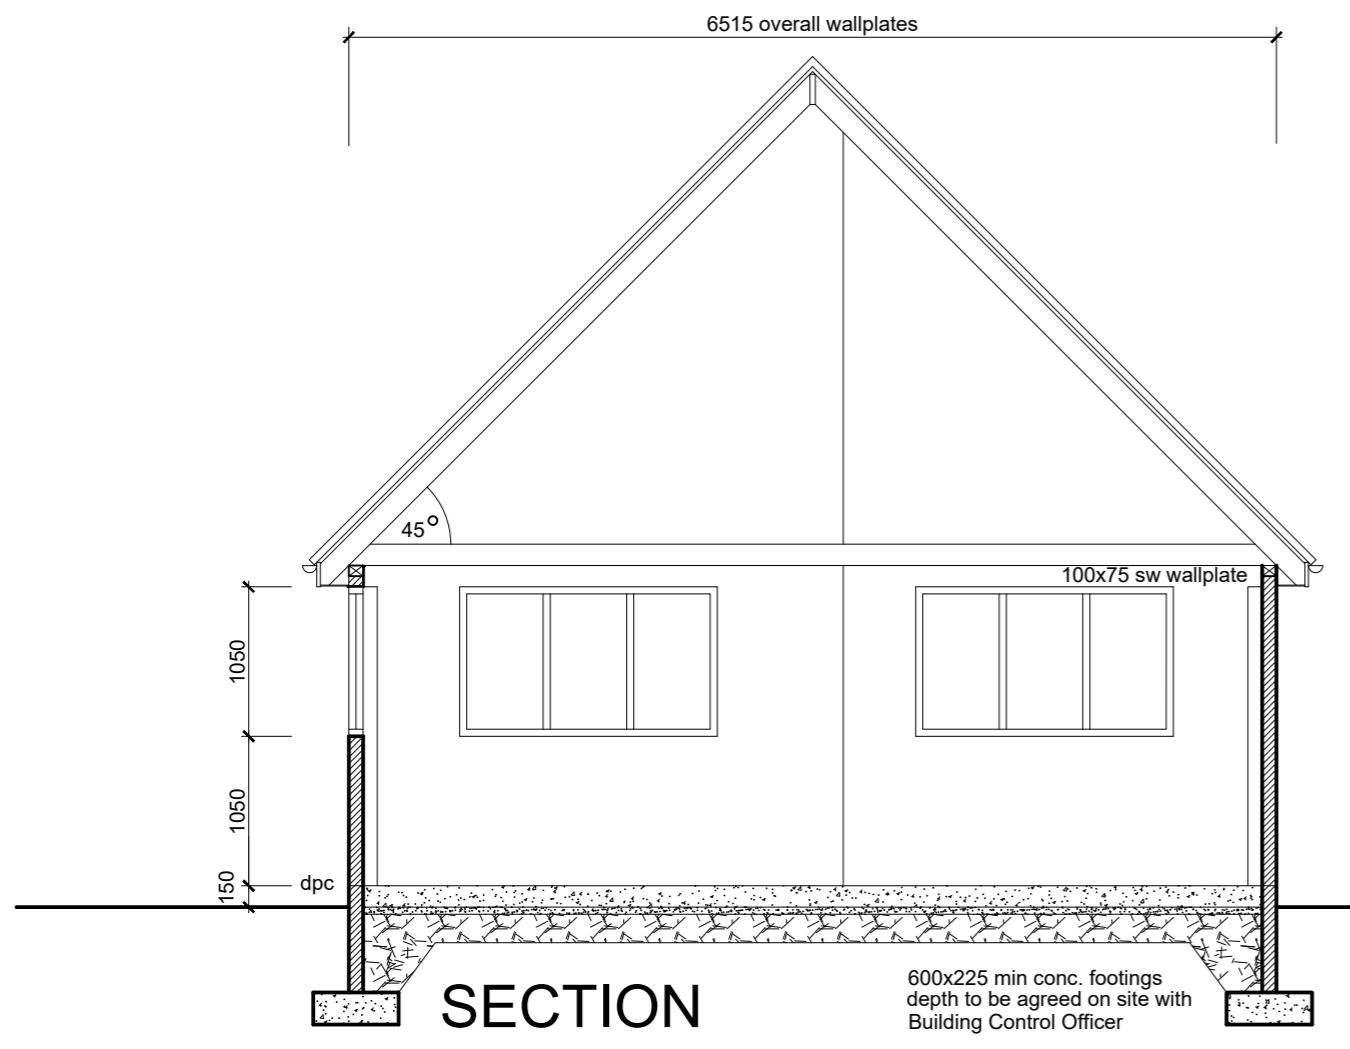 6515 overall wallplates
45°
100x75 sw wallplate
1050
1050
150
dpc
SECTION
600x225 min conc. footings
depth to be agreed on site with
Building Control Officer